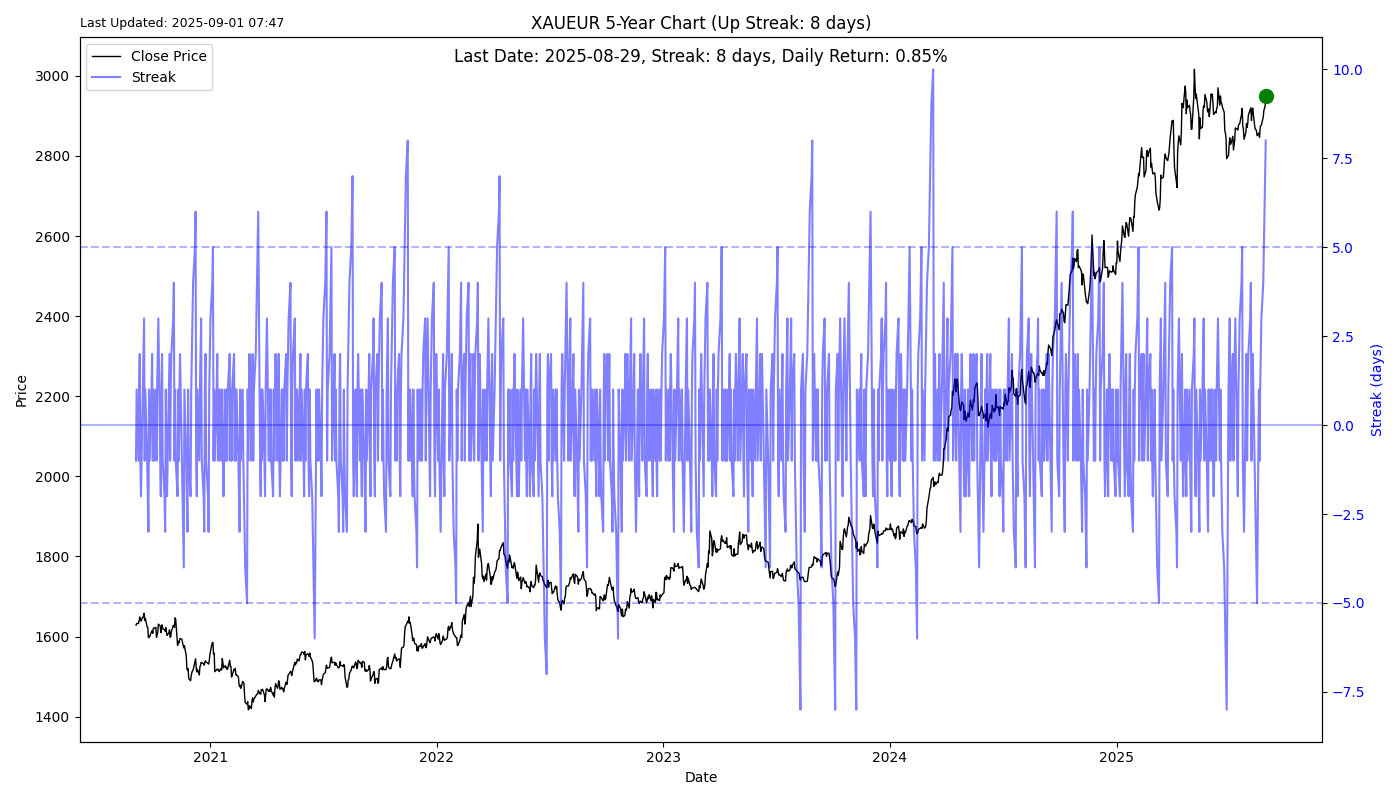 Last Updated: 2025-09-01 07:47
XAUEUR 5-Year Chart (Up Streak: 8 days)
Last Date: 2025-08-29, Streak: 8 days, Daily Return: 0.85%
Close Price
Streak
3000
2800
2600
2400
2200
2000
1800
1600
1400
Price
10.0
7.5
5.0
2.5
0.0
−2.5
−5.0
−7.5
Streak (days)
2021
2022
2023
2024
2025
Date